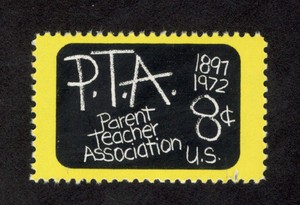 P.T.A.
1897
1972
8¢
Parent
Teacher
Association
U.S.